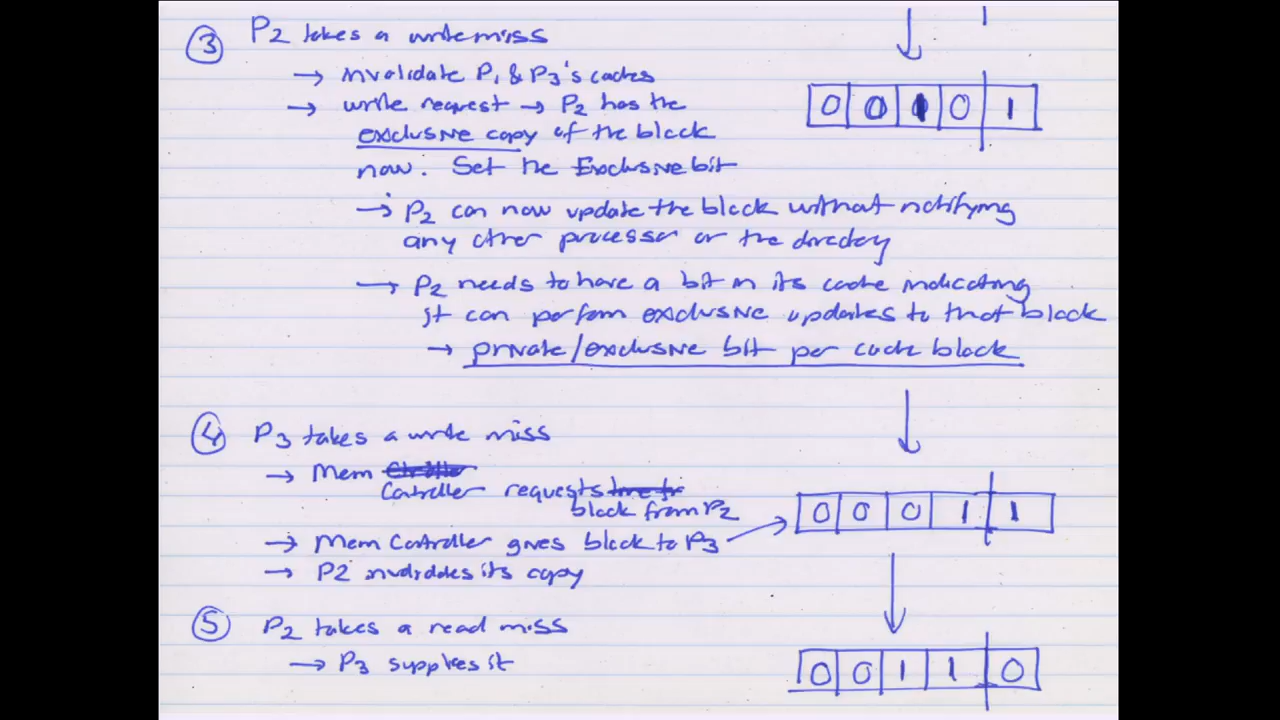 ③ P2 takes a write miss
→ invalidate P1 & P3's caches
→ write request → P2 has the
exclusive copy of the block
now. Set the Exclusive bit
→ P2 can now update the block without notifying
any other processor or the directory
→ P2 needs to have a bit in its cache indicating
it can perform exclusive updates to that block
→ private/exclusive bit per cache block
0 0 1 0 1
④ P3 takes a write miss
→ Mem
Controller requests
block from P2
→ Mem Controller gives block to P3
→ P2 invalidates its copy
0 0 0 1 1
⑤ P2 takes a read miss
→ P3 supplies it
0 0 1 1 0